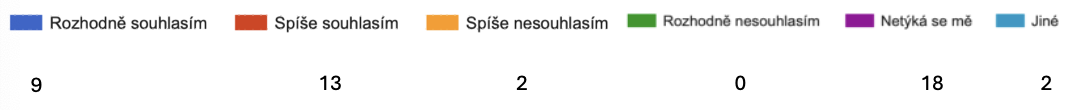 Rozhodně souhlasím Spíše souhlasím Spíše nesouhlasím Rozhodně nesouhlasím Netýká se mě Jiné
9 13 2 0 18 2